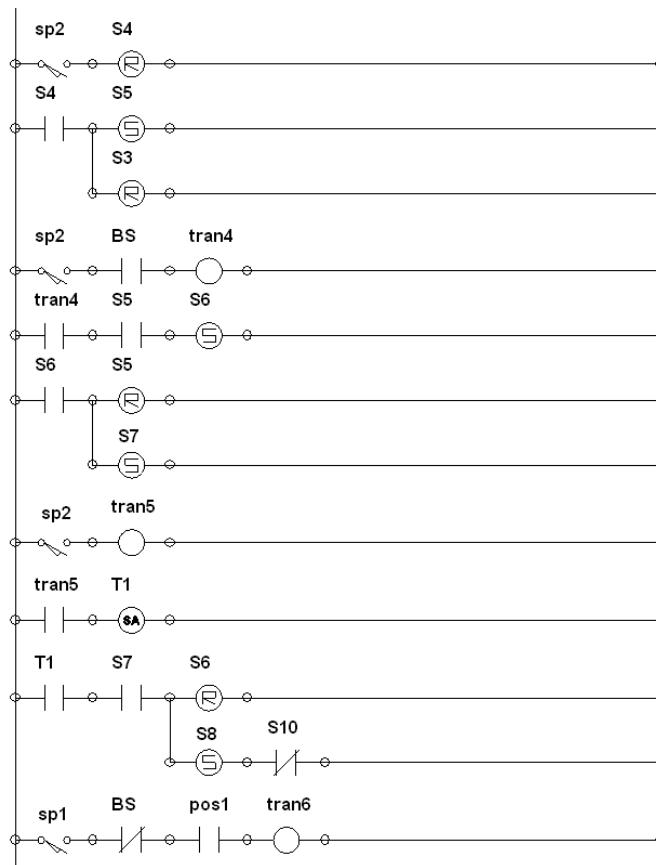 sp2 S4
R
S4 S5
S
S3
R
sp2 BS tran4
tran4 S5 S6
S
S6 S5
R
S7
S
sp2 tran5
tran5 T1
SA
T1 S7 S6
R
S8 S10
S
sp1 BS pos1 tran6